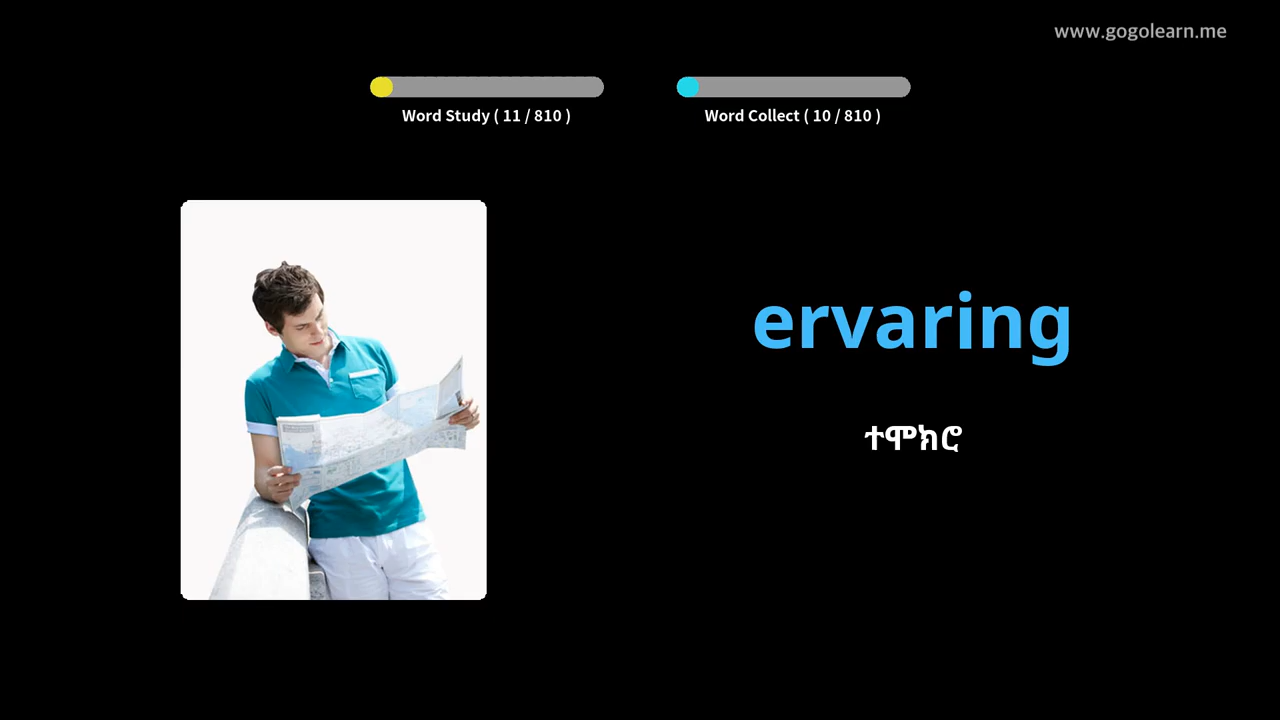 www.gogolearn.me
Word Study ( 11 / 810 )
Word Collect ( 10 / 810 )
ervaring
ተሞክሮ